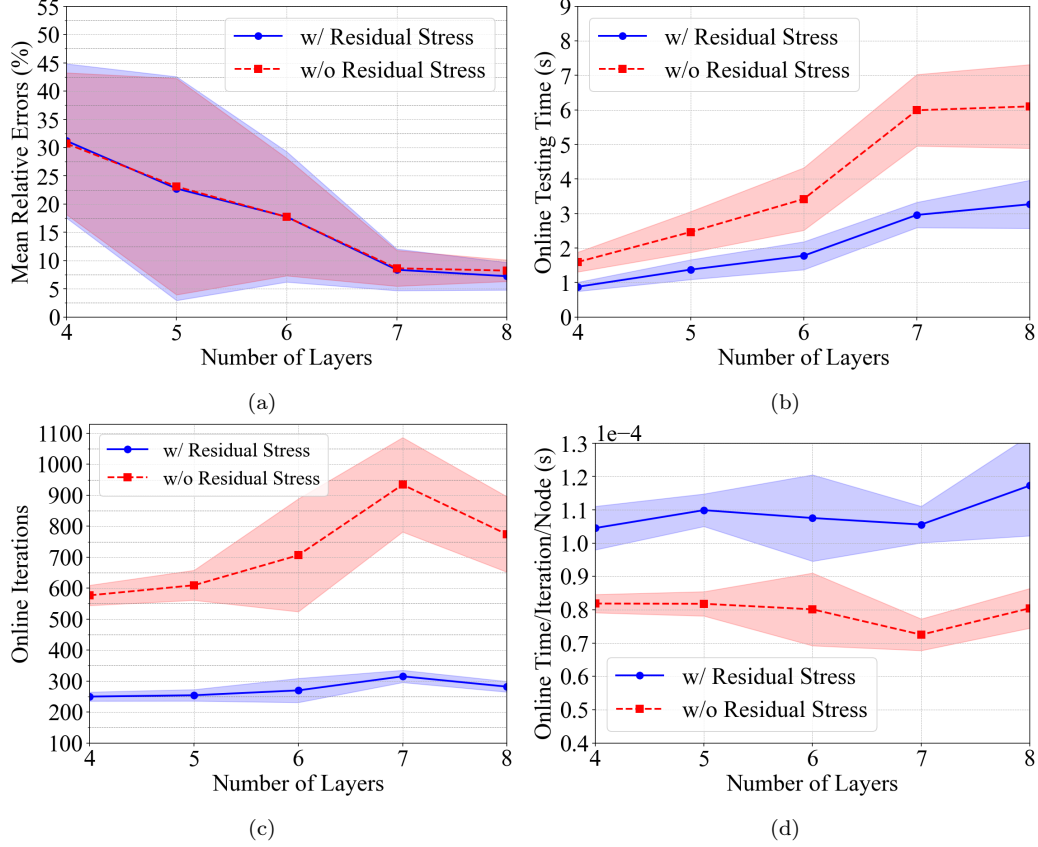 55
50
45
40
35
30
25
20
15
10
5
0
Mean Relative Errors (%)
w/ Residual Stress
w/o Residual Stress
4 5 6 7 8
Number of Layers
(a)
9
8
7
6
5
4
3
2
1
0
Online Testing Time (s)
w/ Residual Stress
w/o Residual Stress
4 5 6 7 8
Number of Layers
(b)
1100
1000
900
800
700
600
500
400
300
200
100
Online Iterations
w/ Residual Stress
w/o Residual Stress
4 5 6 7 8
Number of Layers
(c)
1e-4
1.3
1.2
1.1
1.0
0.9
0.8
0.7
0.6
0.5
0.4
Online Time/Iteration/Node (s)
w/ Residual Stress
w/o Residual Stress
4 5 6 7 8
Number of Layers
(d)